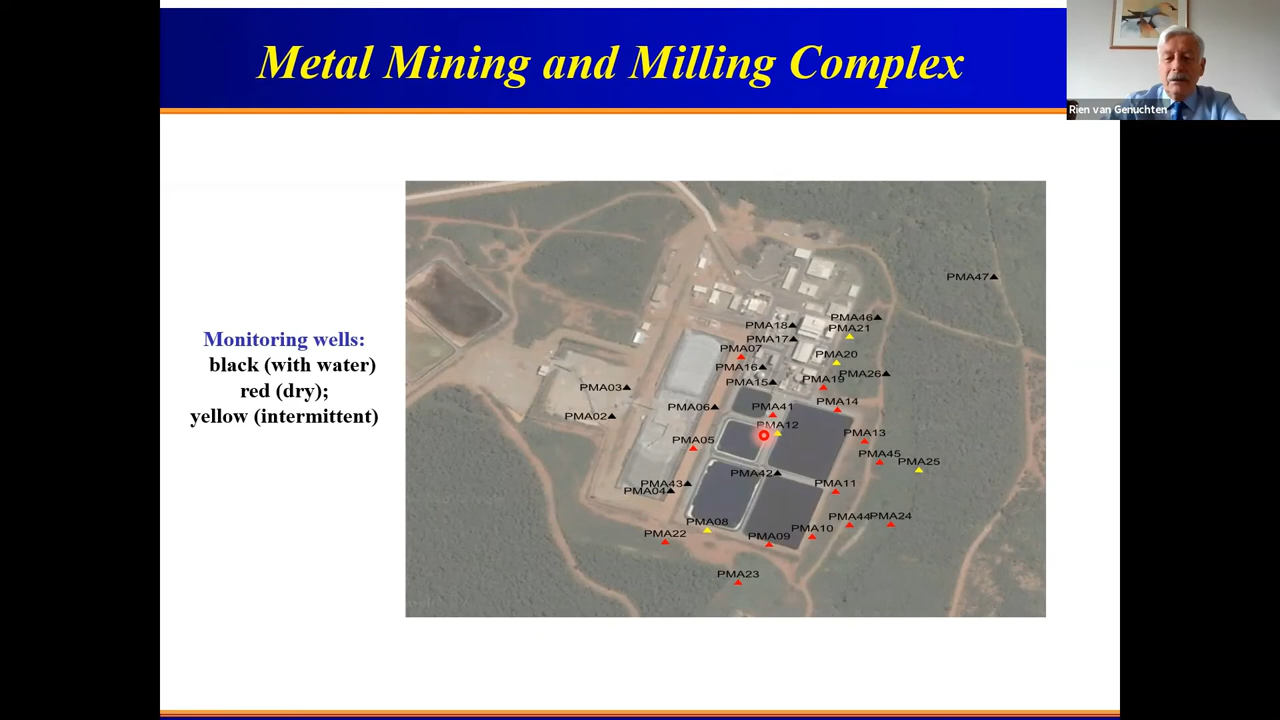 Metal Mining and Milling Complex
Rien van Genuchten
Monitoring wells:
black (with water)
red (dry);
yellow (intermittent)
PMA47
PMA46
PMA18
PMA21
PMA17
PMA07
PMA20
PMA16
PMA26
PMA15
PMA19
PMA03
PMA14
PMA06
PMA41
PMA02
PMA12
PMA13
PMA05
PMA45
PMA25
PMA42
PMA43
PMA11
PMA04
PMA44
PMA24
PMA08
PMA10
PMA22
PMA09
PMA23